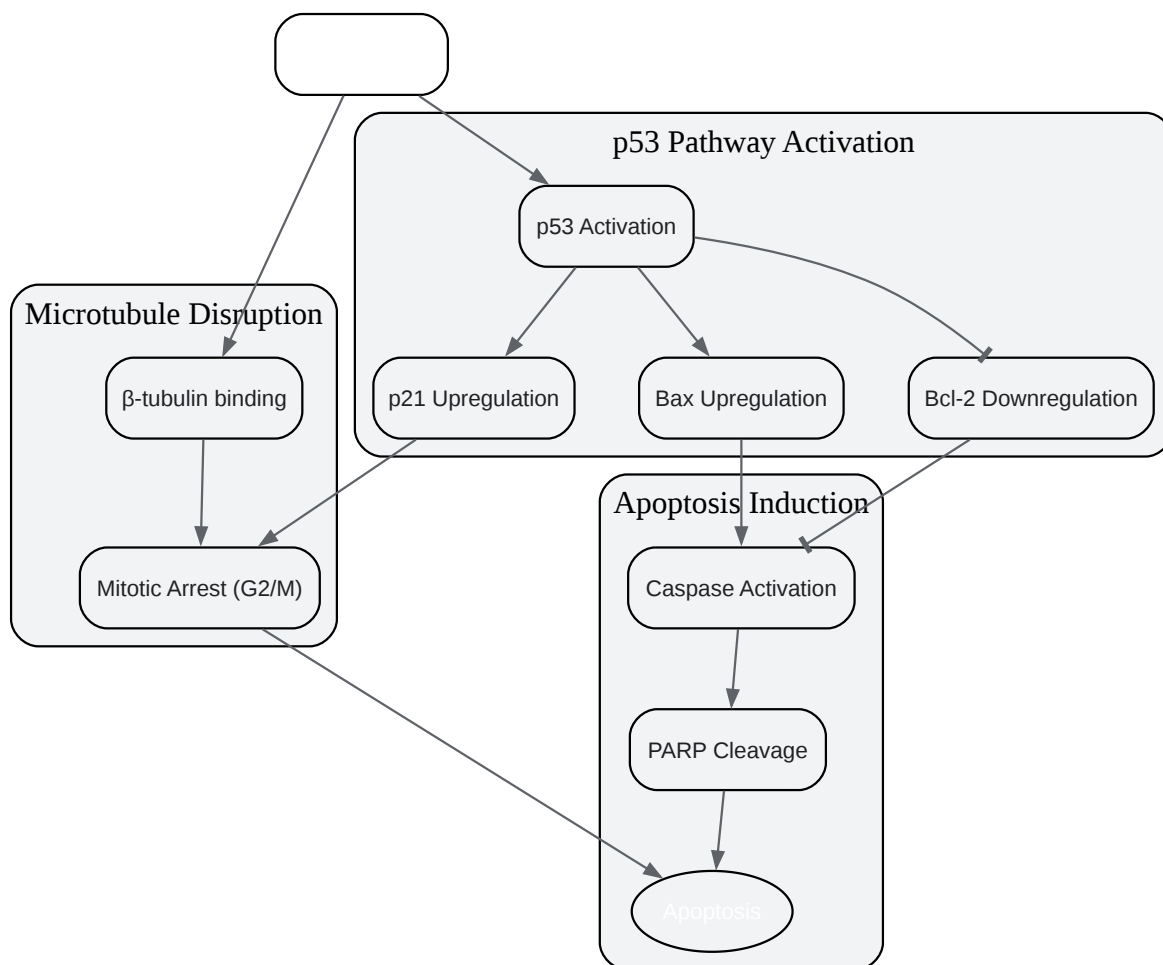 p53 Pathway Activation
p53 Activation
Microtubule Disruption
β-tubulin binding
p21 Upregulation
Bax Upregulation
Bcl-2 Downregulation
Apoptosis Induction
Mitotic Arrest (G2/M)
Caspase Activation
PARP Cleavage
Apoptosis